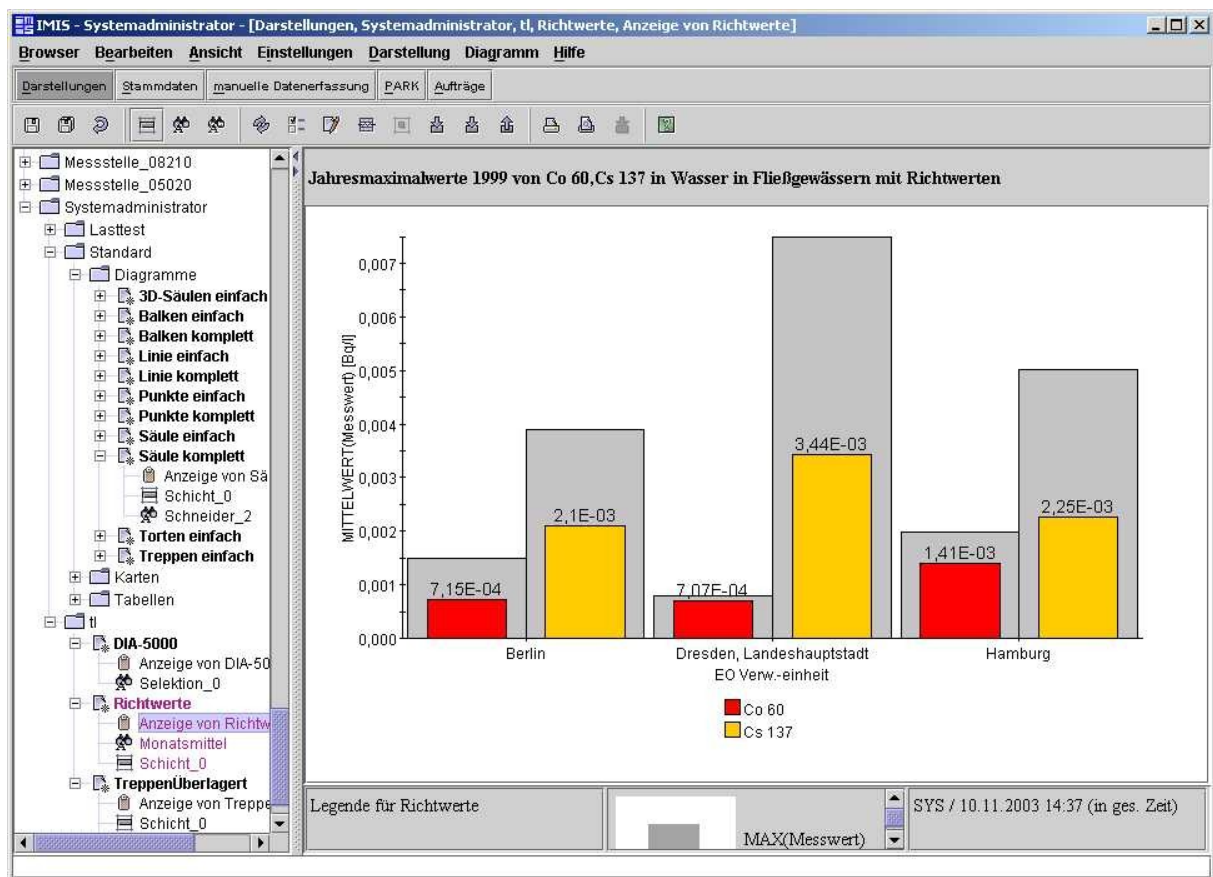 IMIS - Systemadministrator - [Darstellungen, Systemadministrator, tl, Richtwerte, Anzeige von Richtwerte]
Browser Bearbeiten Ansicht Einstellungen Darstellung Diagramm Hilfe
Darstellungen Stammdaten manuelle Datenerfassung PARK Aufträge
Messstelle_08210
Messstelle_05020
Systemadministrator
Lasttest
Standard
Diagramme
3D-Säulen einfach
Balken einfach
Balken komplett
Linie einfach
Linie komplett
Punkte einfach
Punkte komplett
Säule einfach
Säule komplett
Anzeige von Sä
Schicht_0
Schneider_2
Torten einfach
Treppen einfach
Karten
Tabellen
tl
DIA-5000
Anzeige von DIA-50
Selektion_0
Richtwerte
Anzeige von Richtw
Monatsmittel
Schicht_0
TreppenÜberlagert
Anzeige von Treppe
Schicht_0
Jahresmaximalwerte 1999 von Co 60,Cs 137 in Wasser in Fließgewässern mit Richtwerten
MITTELWERT(Messwert) [Bq/l]
0,007
0,006
0,005
0,004
0,003
0,002
0,001
0,000
7,15E-04
2,1E-03
7,07E-04
3,44E-03
1,41E-03
2,25E-03
Berlin
Dresden, Landeshauptstadt
Hamburg
EO Verw.-einheit
Co 60
Cs 137
Legende für Richtwerte
MAX(Messwert)
SYS / 10.11.2003 14:37 (in ges. Zeit)